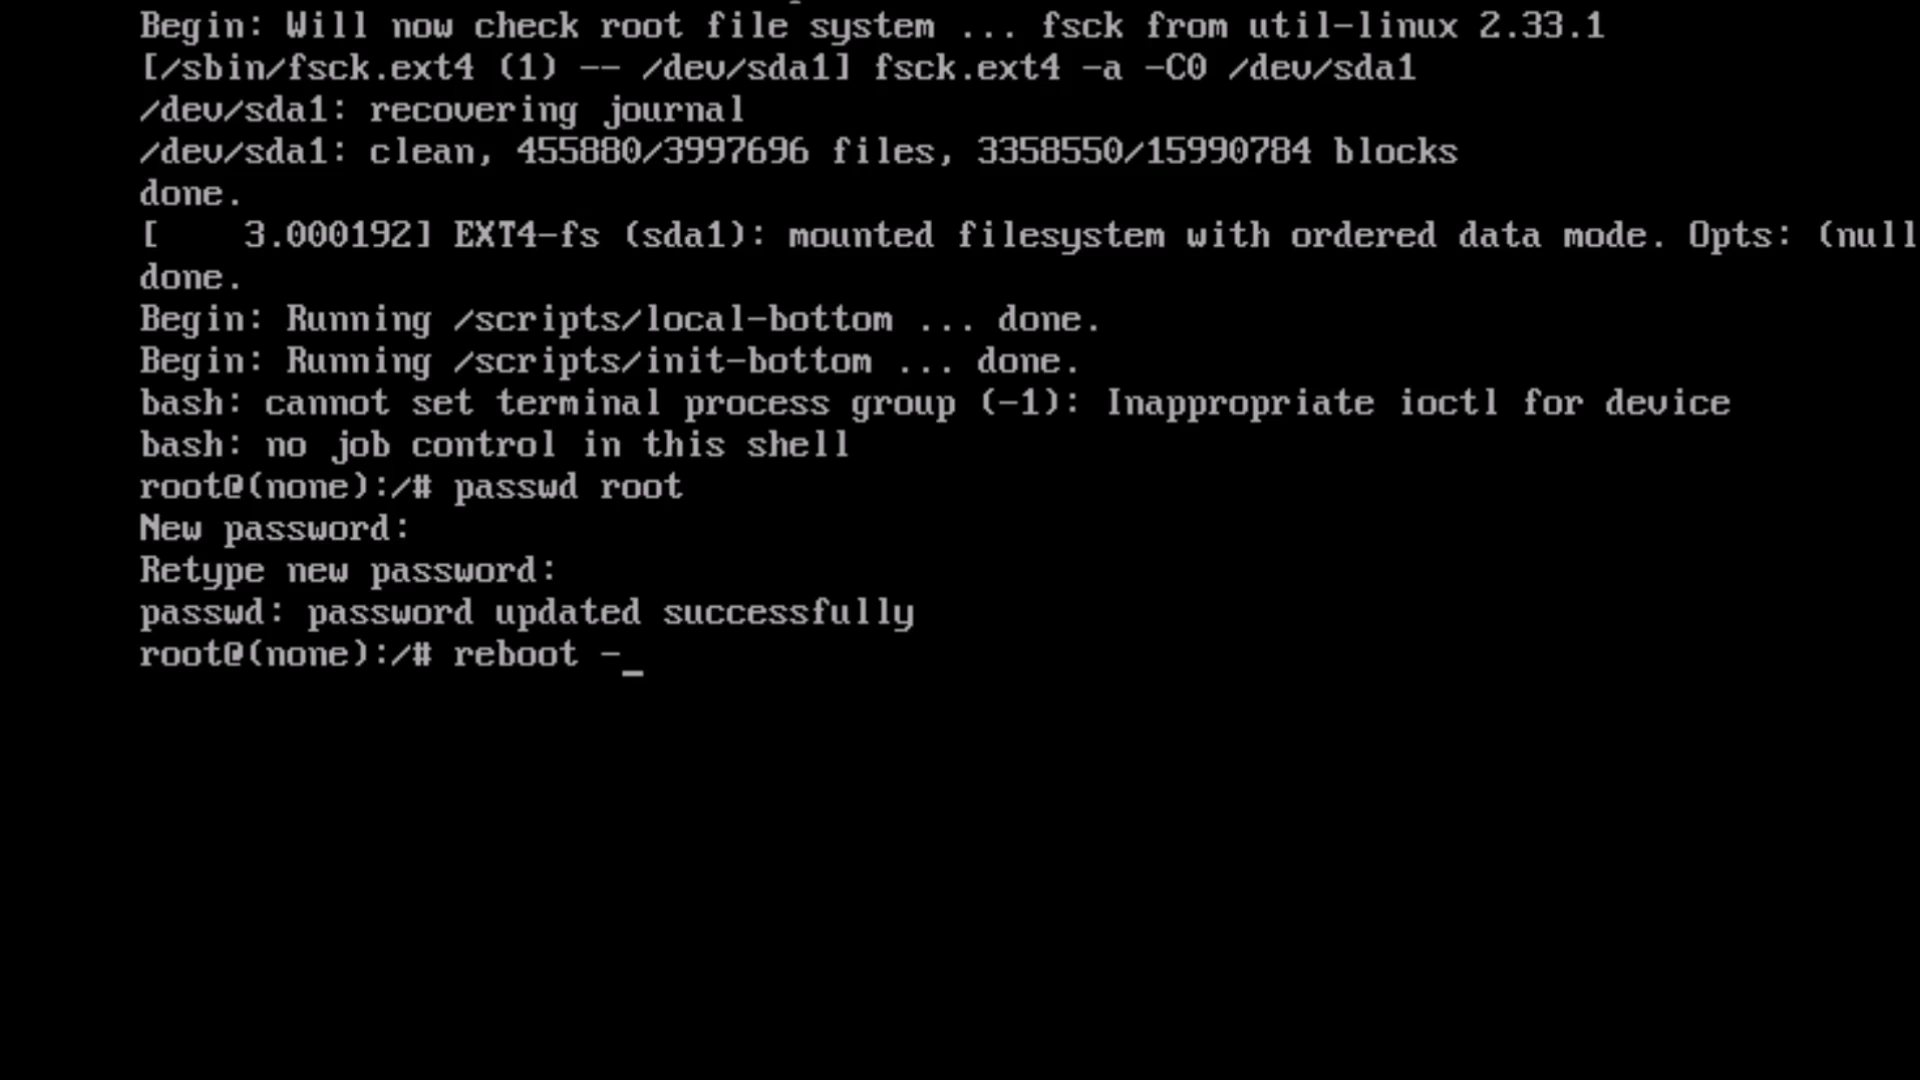 Begin: Will now check root file system ... fsck from util-linux 2.33.1
[/sbin/fsck.ext4 (1) -- /dev/sda1] fsck.ext4 -a -C0 /dev/sda1
/dev/sda1: recovering journal
/dev/sda1: clean, 455880/3997696 files, 3358550/15990784 blocks
done.
[    3.000192] EXT4-fs (sda1): mounted filesystem with ordered data mode. Opts: (null
done.
Begin: Running /scripts/local-bottom ... done.
Begin: Running /scripts/init-bottom ... done.
bash: cannot set terminal process group (-1): Inappropriate ioctl for device
bash: no job control in this shell
root@(none):/# passwd root
New password:
Retype new password:
passwd: password updated successfully
root@(none):/# reboot -_